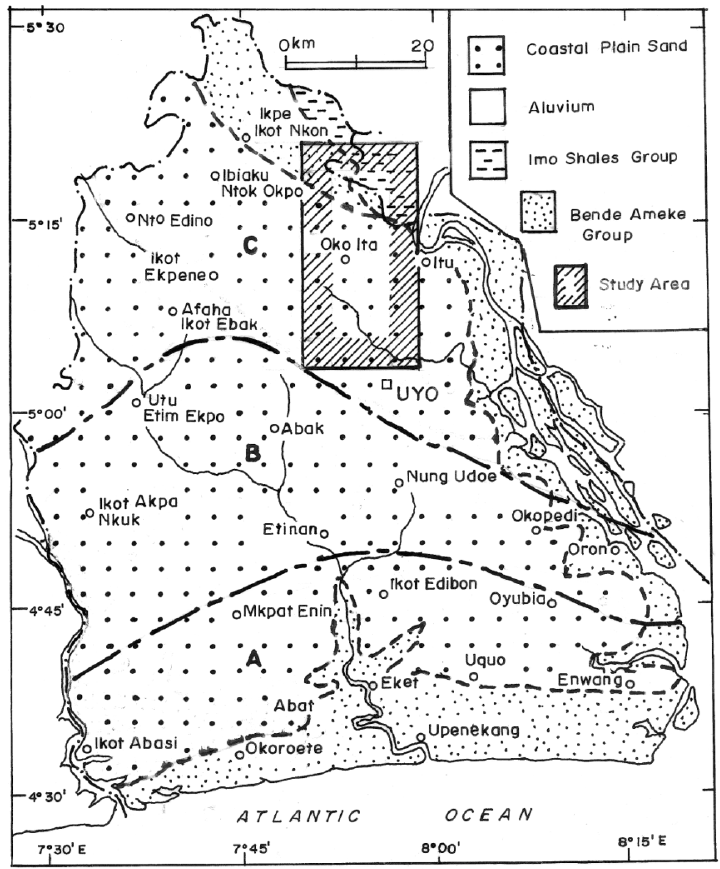 5° 30
0km 20
Coastal Plain Sand
Aluvium
Imo Shales Group
Bende Ameke
Group
Study Area
Ikpe
Ikot Nkon
Ibiaku
Ntok Okpo
5° 15'
Nto Edino
C
Oko Ita
Itu
ikot
Ekpene
Afaha
Ikot Ebak
UYO
5° 00'
Utu
Etim Ekpo
Abak
B
Nung Udoe
Ikot Akpa
Nkuk
Etinan
Okopedi
Oron
Ikot Edibon
4° 45'
Mkpat Enin
Oyubia
A
Uquo
Eket
Enwang
Abat
Upenekang
Ikot Abasi
Okoroete
4° 30'
ATLANTIC OCEAN
7° 30 E
7° 45'
8° 00'
8° 15' E